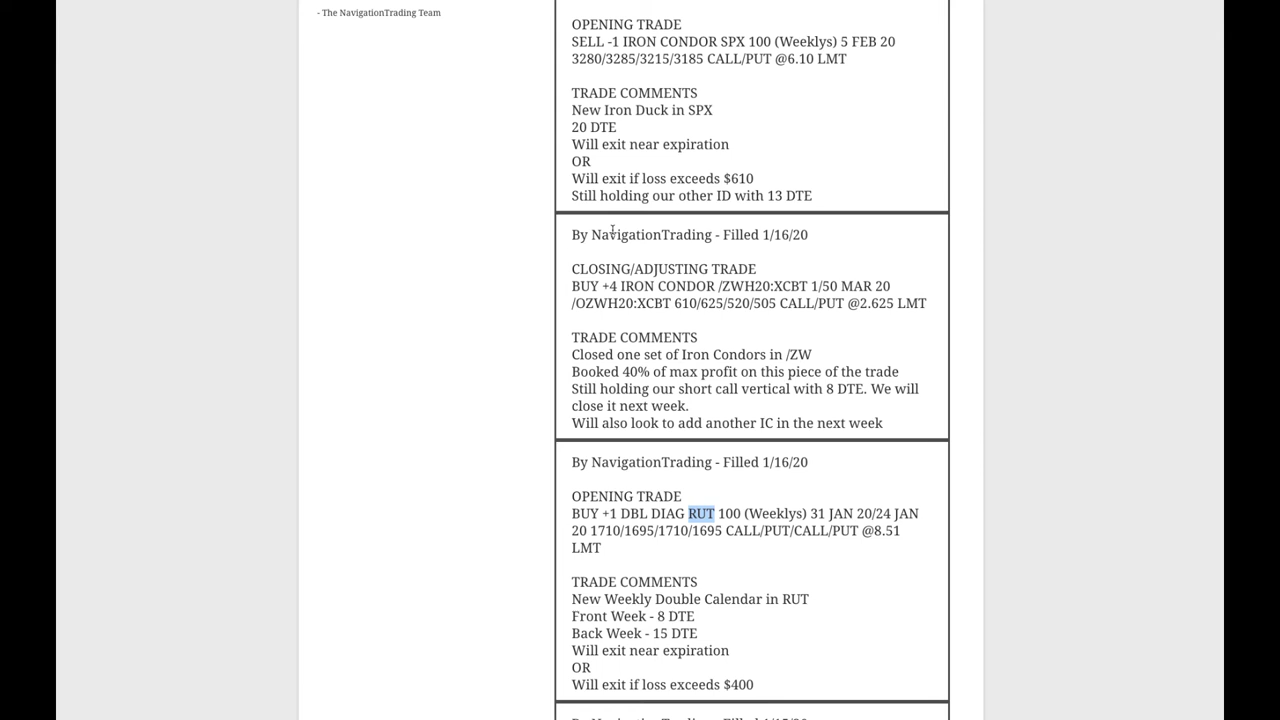 - The NavigationTrading Team
OPENING TRADE
SELL -1 IRON CONDOR SPX 100 (Weeklys) 5 FEB 20
3280/3285/3215/3185 CALL/PUT @6.10 LMT
TRADE COMMENTS
New Iron Duck in SPX
20 DTE
Will exit near expiration
OR
Will exit if loss exceeds $610
Still holding our other ID with 13 DTE
By NavigationTrading - Filled 1/16/20
CLOSING/ADJUSTING TRADE
BUY +4 IRON CONDOR /ZWH20:XCBT 1/50 MAR 20
/OZWH20:XCBT 610/625/520/505 CALL/PUT @2.625 LMT
TRADE COMMENTS
Closed one set of Iron Condors in /ZW
Booked 40% of max profit on this piece of the trade
Still holding our short call vertical with 8 DTE. We will
close it next week.
Will also look to add another IC in the next week
By NavigationTrading - Filled 1/16/20
OPENING TRADE
BUY +1 DBL DIAG RUT 100 (Weeklys) 31 JAN 20/24 JAN
20 1710/1695/1710/1695 CALL/PUT/CALL/PUT @8.51
LMT
TRADE COMMENTS
New Weekly Double Calendar in RUT
Front Week - 8 DTE
Back Week - 15 DTE
Will exit near expiration
OR
Will exit if loss exceeds $400